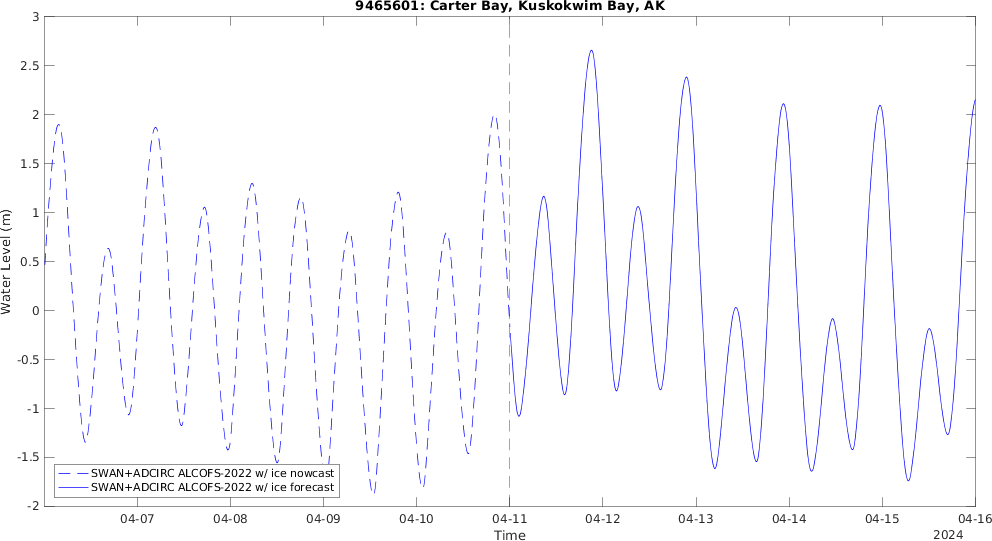 9465601: Carter Bay, Kuskokwim Bay, AK
3
2.5
2
1.5
1
0.5
0
-0.5
-1
-1.5
-2
Water Level (m)
SWAN+ADCIRC ALCOFS-2022 w/ ice nowcast
SWAN+ADCIRC ALCOFS-2022 w/ ice forecast
04-07 04-08 04-09 04-10 04-11 04-12 04-13 04-14 04-15 04-16
Time
2024